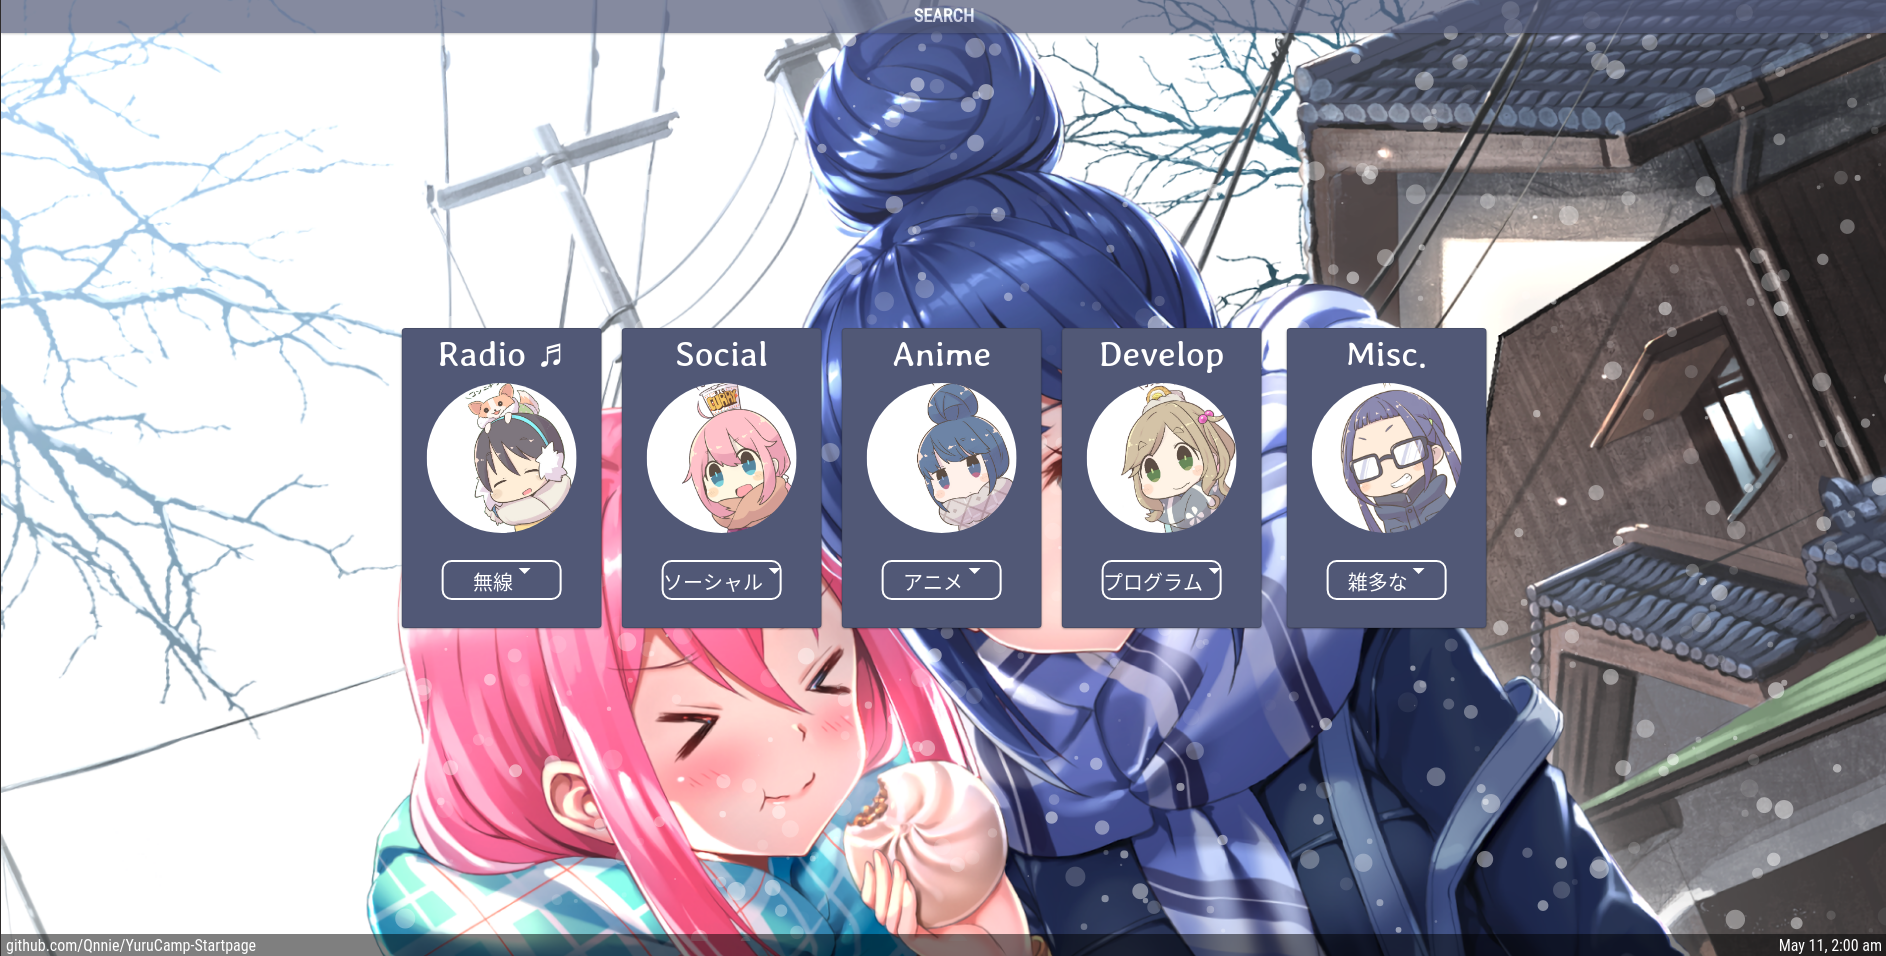 SEARCH
Radio ♬
Social
Anime
Develop
Misc.
無線
ソーシャル
アニメ
プログラム
雑多な
github.com/Qnnie/YuruCamp-Startpage
May 11, 2:00 am